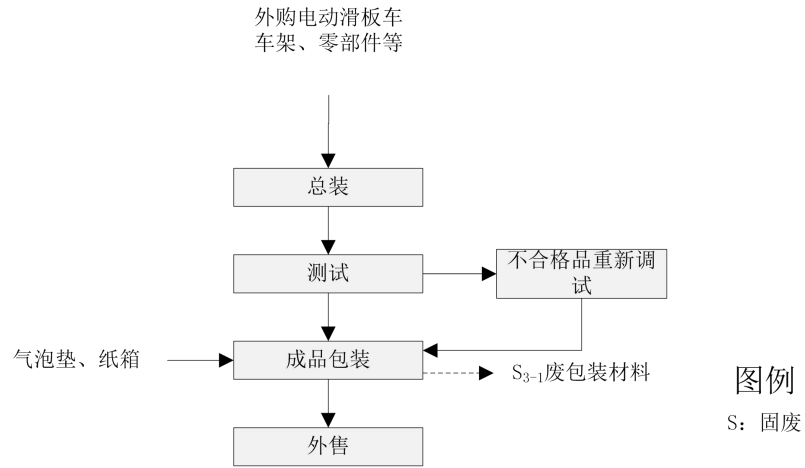 外购电动滑板车
车架、零部件等
总装
测试
不合格品重新调
试
气泡垫、纸箱
成品包装
S3-1废包装材料
外售
图例
S：固废